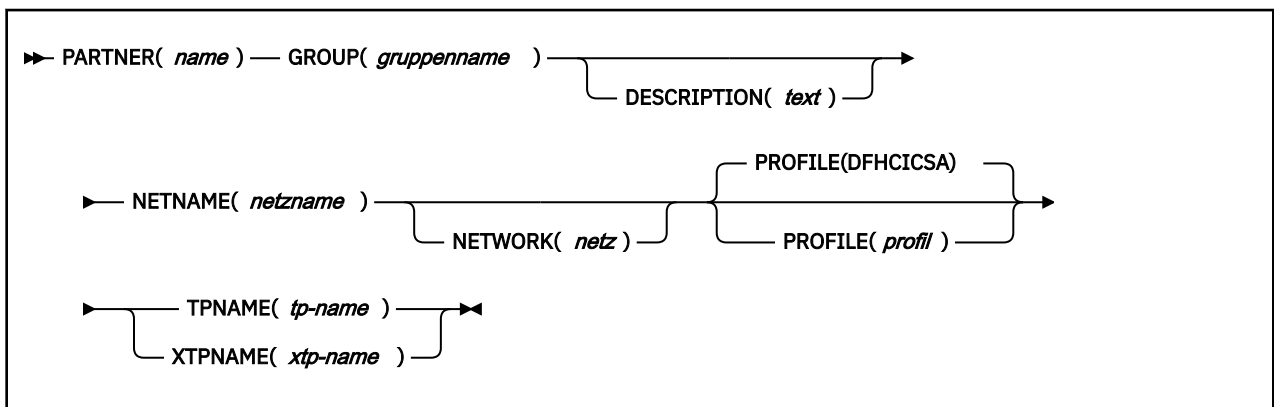 PARTNER( name ) GROUP( gruppenname )
DESCRIPTION( text )
PROFILE(DFHCICSA)
NETNAME( netzname )
NETWORK( netz ) PROFILE( profil )
TPNAME( tp-name )
XTPNAME( xtp-name )